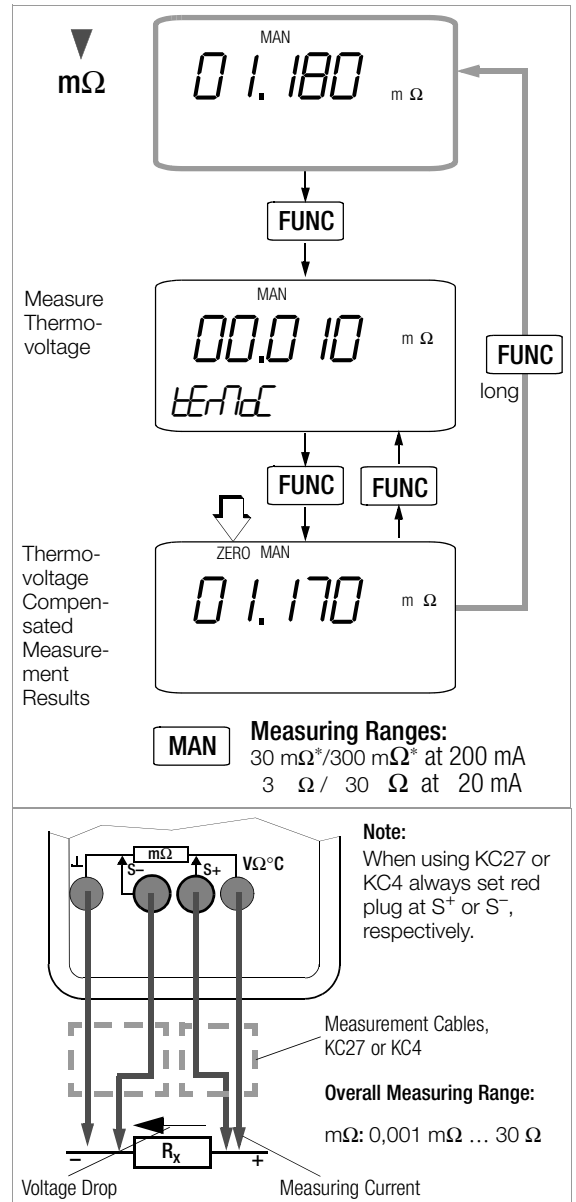 MAN
mΩ
01.180 m Ω
FUNC
Measure
Thermo-
voltage
MAN
00.010 m Ω
tErmoC
FUNC
long
FUNC FUNC
Thermo-
voltage
Compen-
sated
Measure-
ment
Results
ZERO MAN
01.170 m Ω
MAN
Measuring Ranges:
30 mΩ*/300 mΩ* at 200 mA
3 Ω / 30 Ω at 20 mA
⊥ S– mΩ S+ VΩ°C
Note:
When using KC27 or
KC4 always set red
plug at S⁺ or S⁻,
respectively.
Measurement Cables,
KC27 or KC4
Overall Measuring Range:
mΩ: 0,001 mΩ … 30 Ω
– Rx +
Voltage Drop
Measuring Current